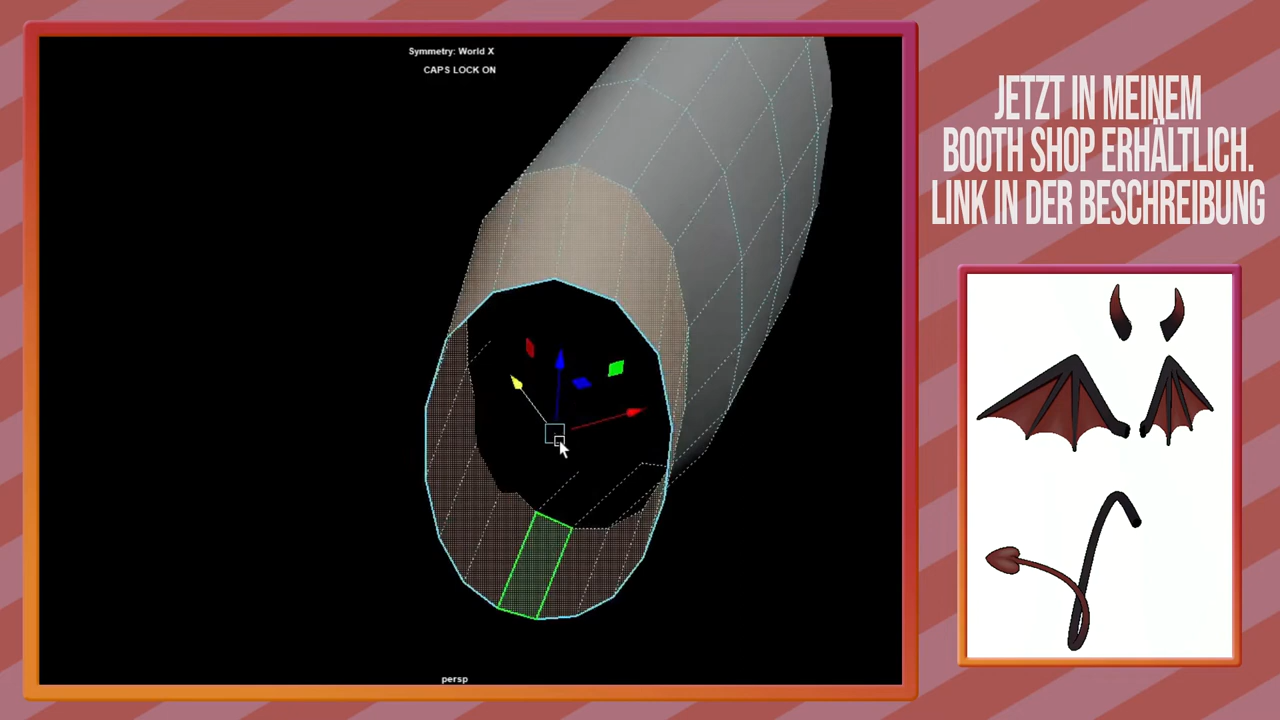 Symmetry: World X
CAPS LOCK ON
persp
JETZT IN MEINEM
BOOTH SHOP ERHÄLTLICH.
LINK IN DER BESCHREIBUNG